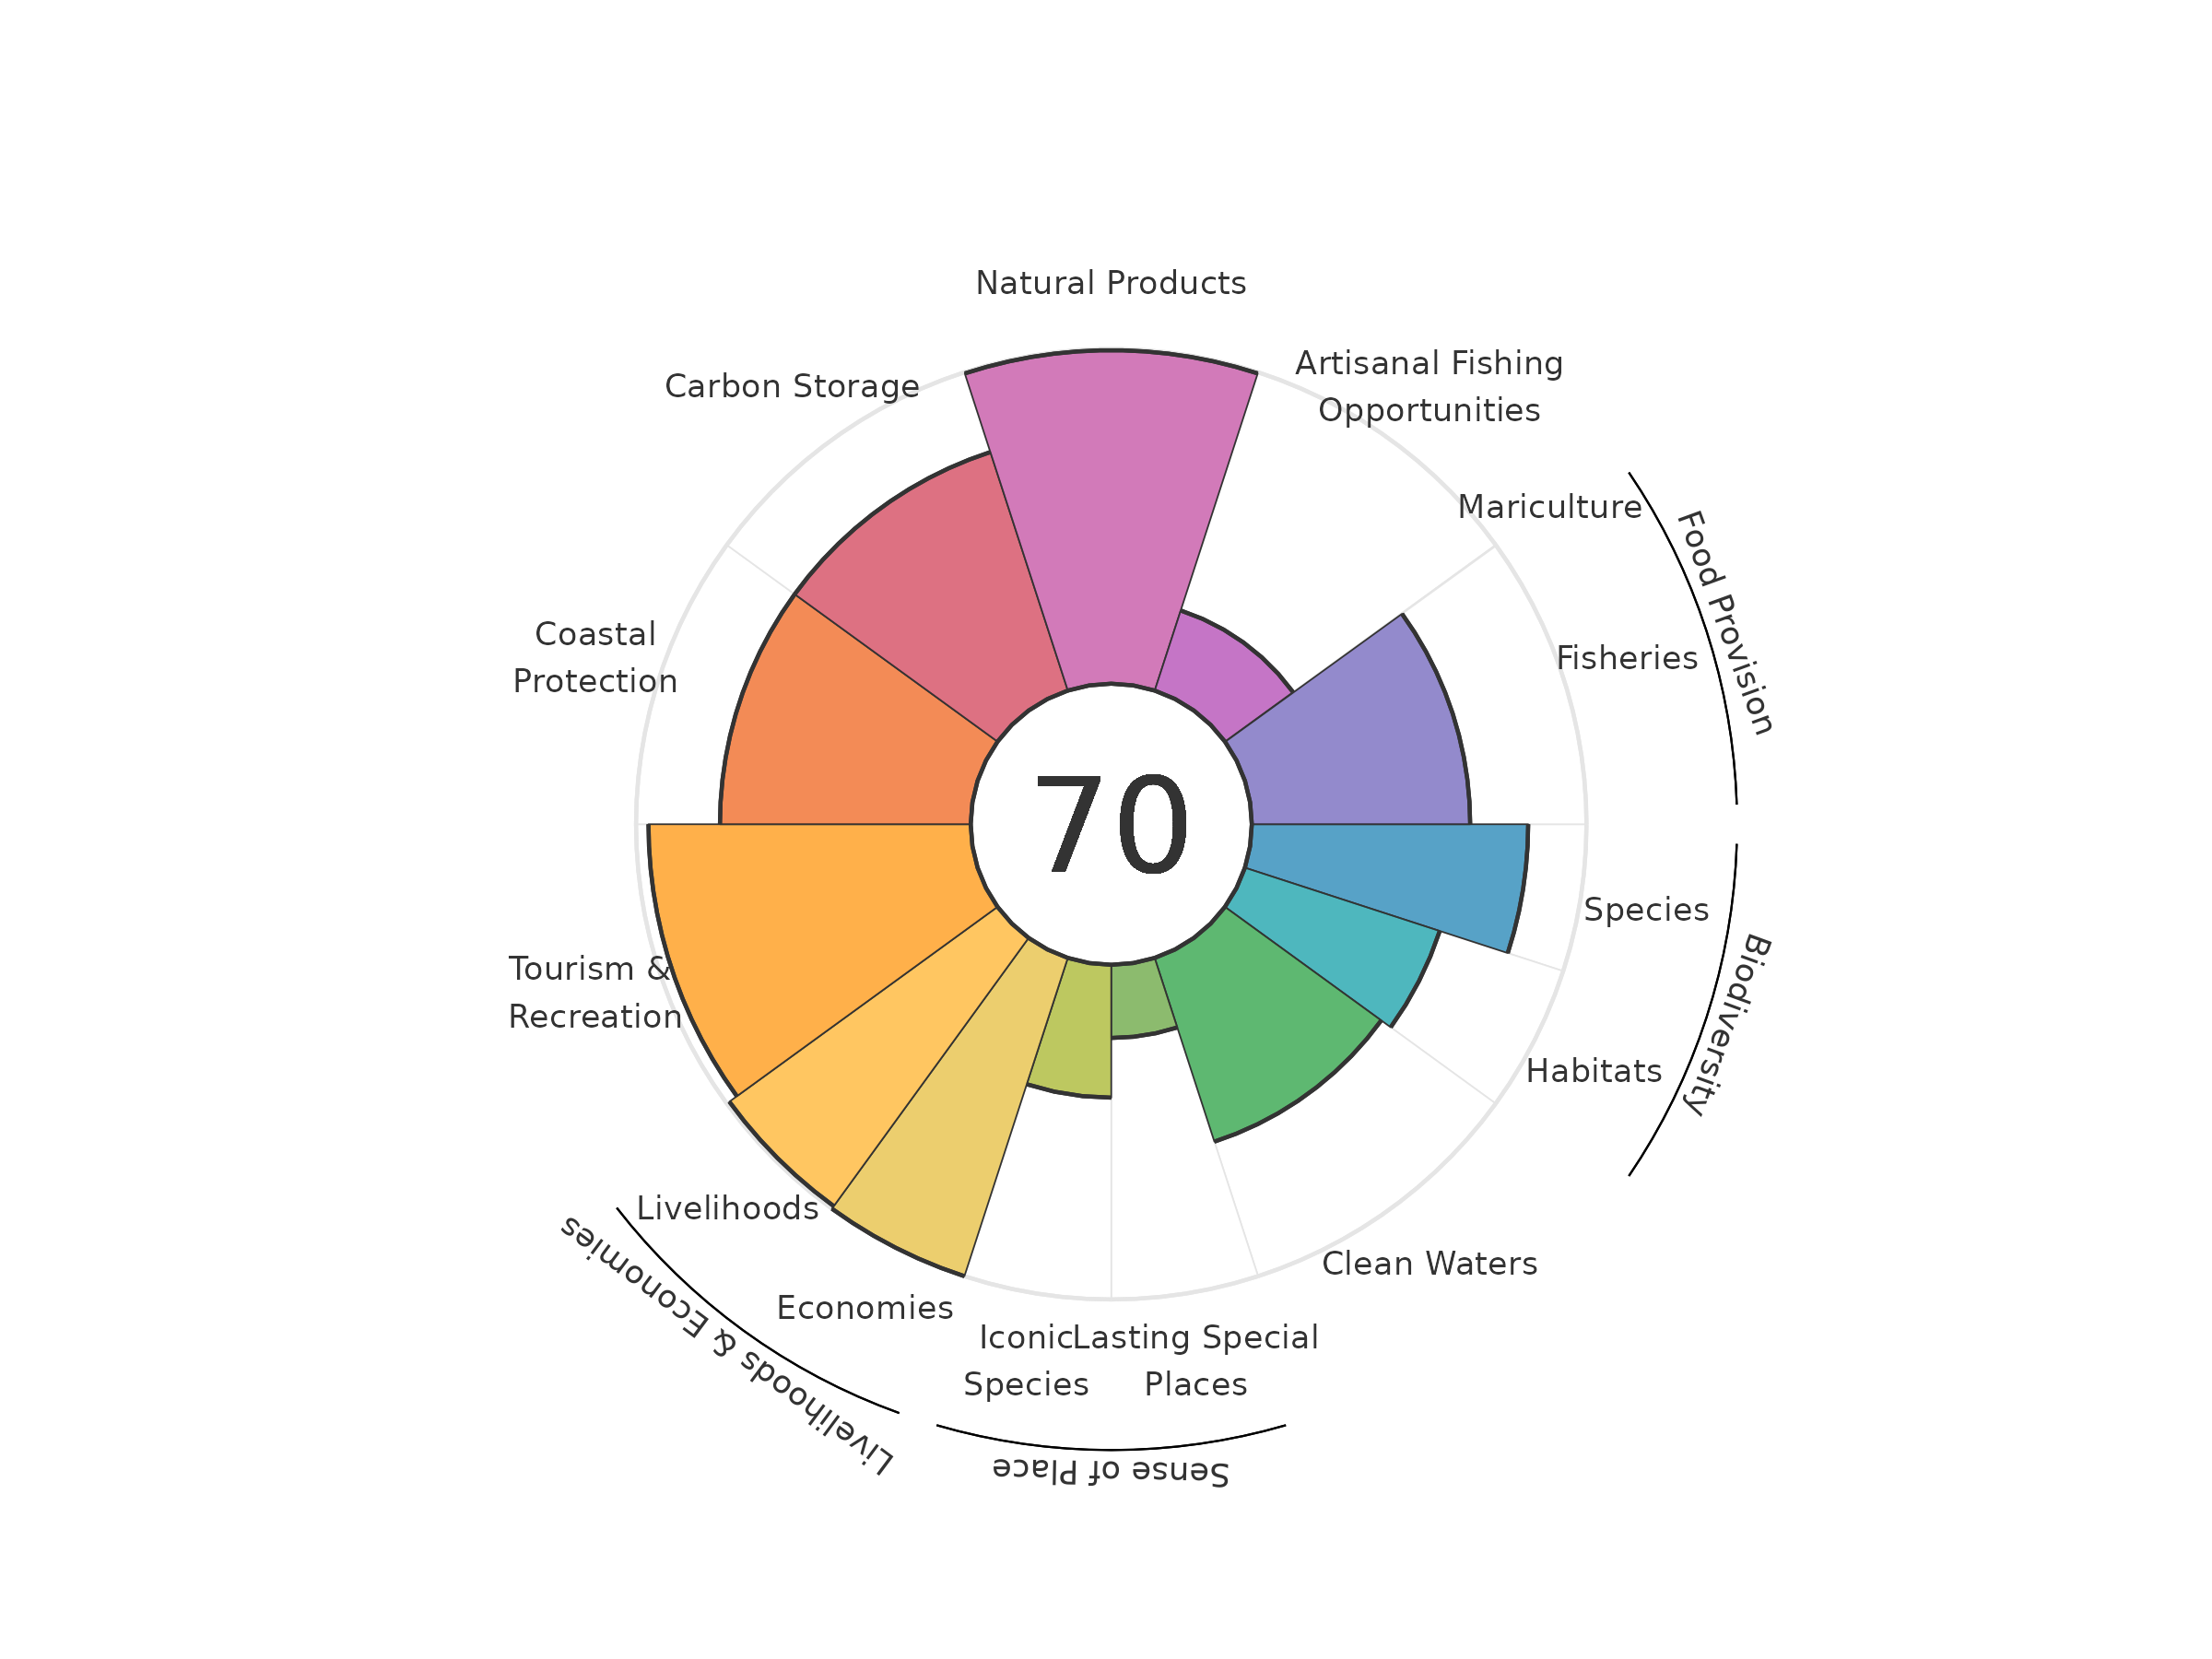 Natural Products
Artisanal Fishing
Opportunities
Carbon Storage
Mariculture
Food Provision
Fisheries
Coastal
Protection
70
Species
Biodiversity
Tourism &
Recreation
Habitats
Livelihoods
Clean Waters
Economies
Livelihoods & Economies
Iconic
Species
Lasting Special
Places
Sense of Place